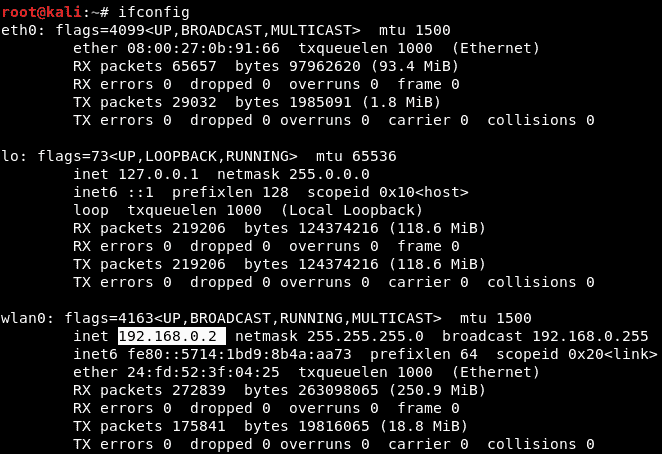 root@kali:~# ifconfig
eth0: flags=4099<UP,BROADCAST,MULTICAST>  mtu 1500
        ether 08:00:27:0b:91:66  txqueuelen 1000  (Ethernet)
        RX packets 65657  bytes 97962620 (93.4 MiB)
        RX errors 0  dropped 0  overruns 0  frame 0
        TX packets 29032  bytes 1985091 (1.8 MiB)
        TX errors 0  dropped 0 overruns 0  carrier 0  collisions 0

lo: flags=73<UP,LOOPBACK,RUNNING>  mtu 65536
        inet 127.0.0.1  netmask 255.0.0.0
        inet6 ::1  prefixlen 128  scopeid 0x10<host>
        loop  txqueuelen 1000  (Local Loopback)
        RX packets 219206  bytes 124374216 (118.6 MiB)
        RX errors 0  dropped 0  overruns 0  frame 0
        TX packets 219206  bytes 124374216 (118.6 MiB)
        TX errors 0  dropped 0 overruns 0  carrier 0  collisions 0

wlan0: flags=4163<UP,BROADCAST,RUNNING,MULTICAST>  mtu 1500
        inet 192.168.0.2  netmask 255.255.255.0  broadcast 192.168.0.255
        inet6 fe80::5714:1bd9:8b4a:aa73  prefixlen 64  scopeid 0x20<link>
        ether 24:fd:52:3f:04:25  txqueuelen 1000  (Ethernet)
        RX packets 272839  bytes 263098065 (250.9 MiB)
        RX errors 0  dropped 0  overruns 0  frame 0
        TX packets 175841  bytes 19816065 (18.8 MiB)
        TX errors 0  dropped 0 overruns 0  carrier 0  collisions 0